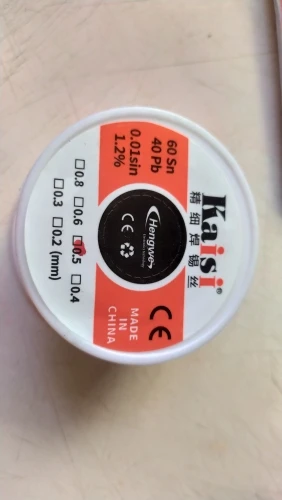 Kaisi®
精细焊锡丝
60 Sn
40 Pb
0.01sin
1.2%
Hengwei
CE
CE
MADE
IN
CHINA
□0.8 □0.6 □0.5 □0.4
□0.3 □0.2 (mm)